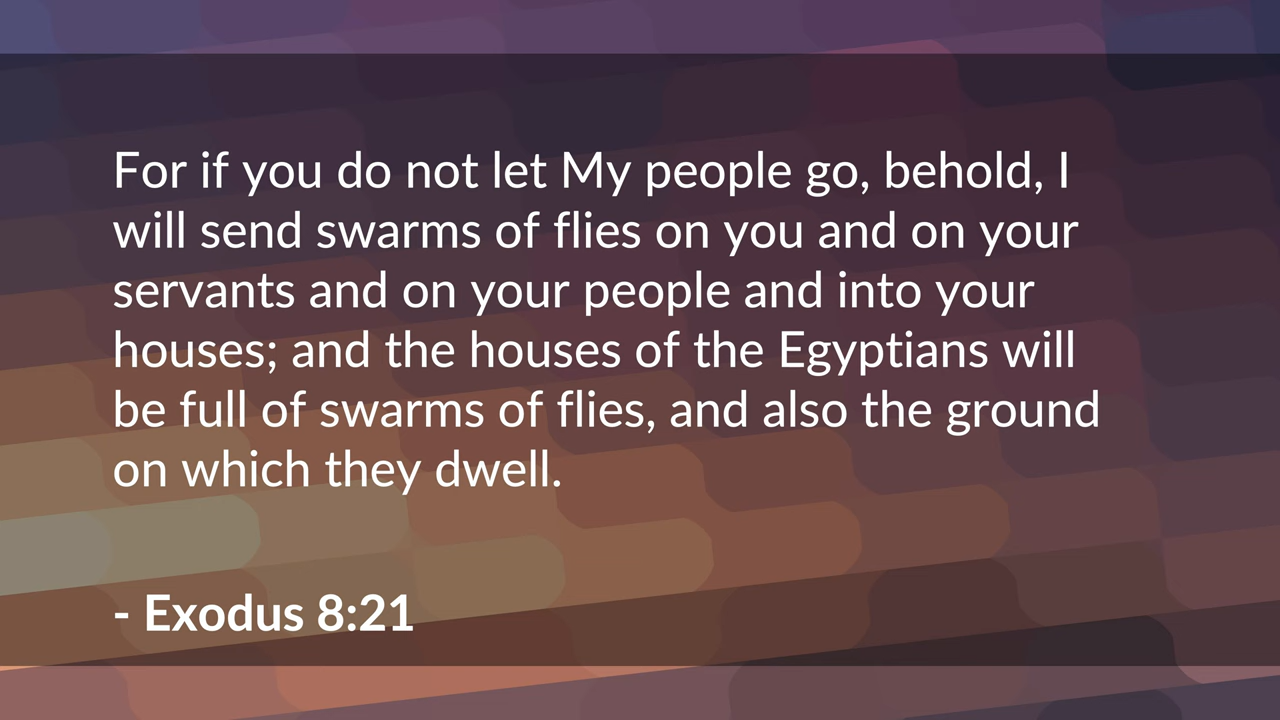 For if you do not let My people go, behold, I
will send swarms of flies on you and on your
servants and on your people and into your
houses; and the houses of the Egyptians will
be full of swarms of flies, and also the ground
on which they dwell.
- Exodus 8:21